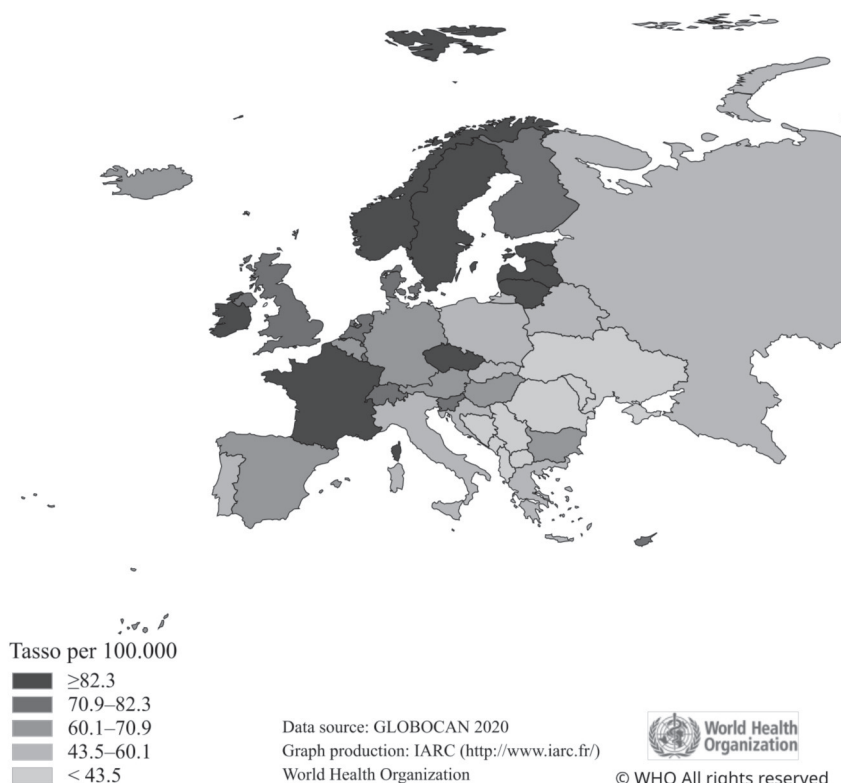 Tasso per 100.000
≥82.3
70.9–82.3
60.1–70.9
43.5–60.1
< 43.5
Data source: GLOBOCAN 2020
Graph production: IARC (http://www.iarc.fr/)
World Health Organization
World Health
Organization
© WHO All rights reserved